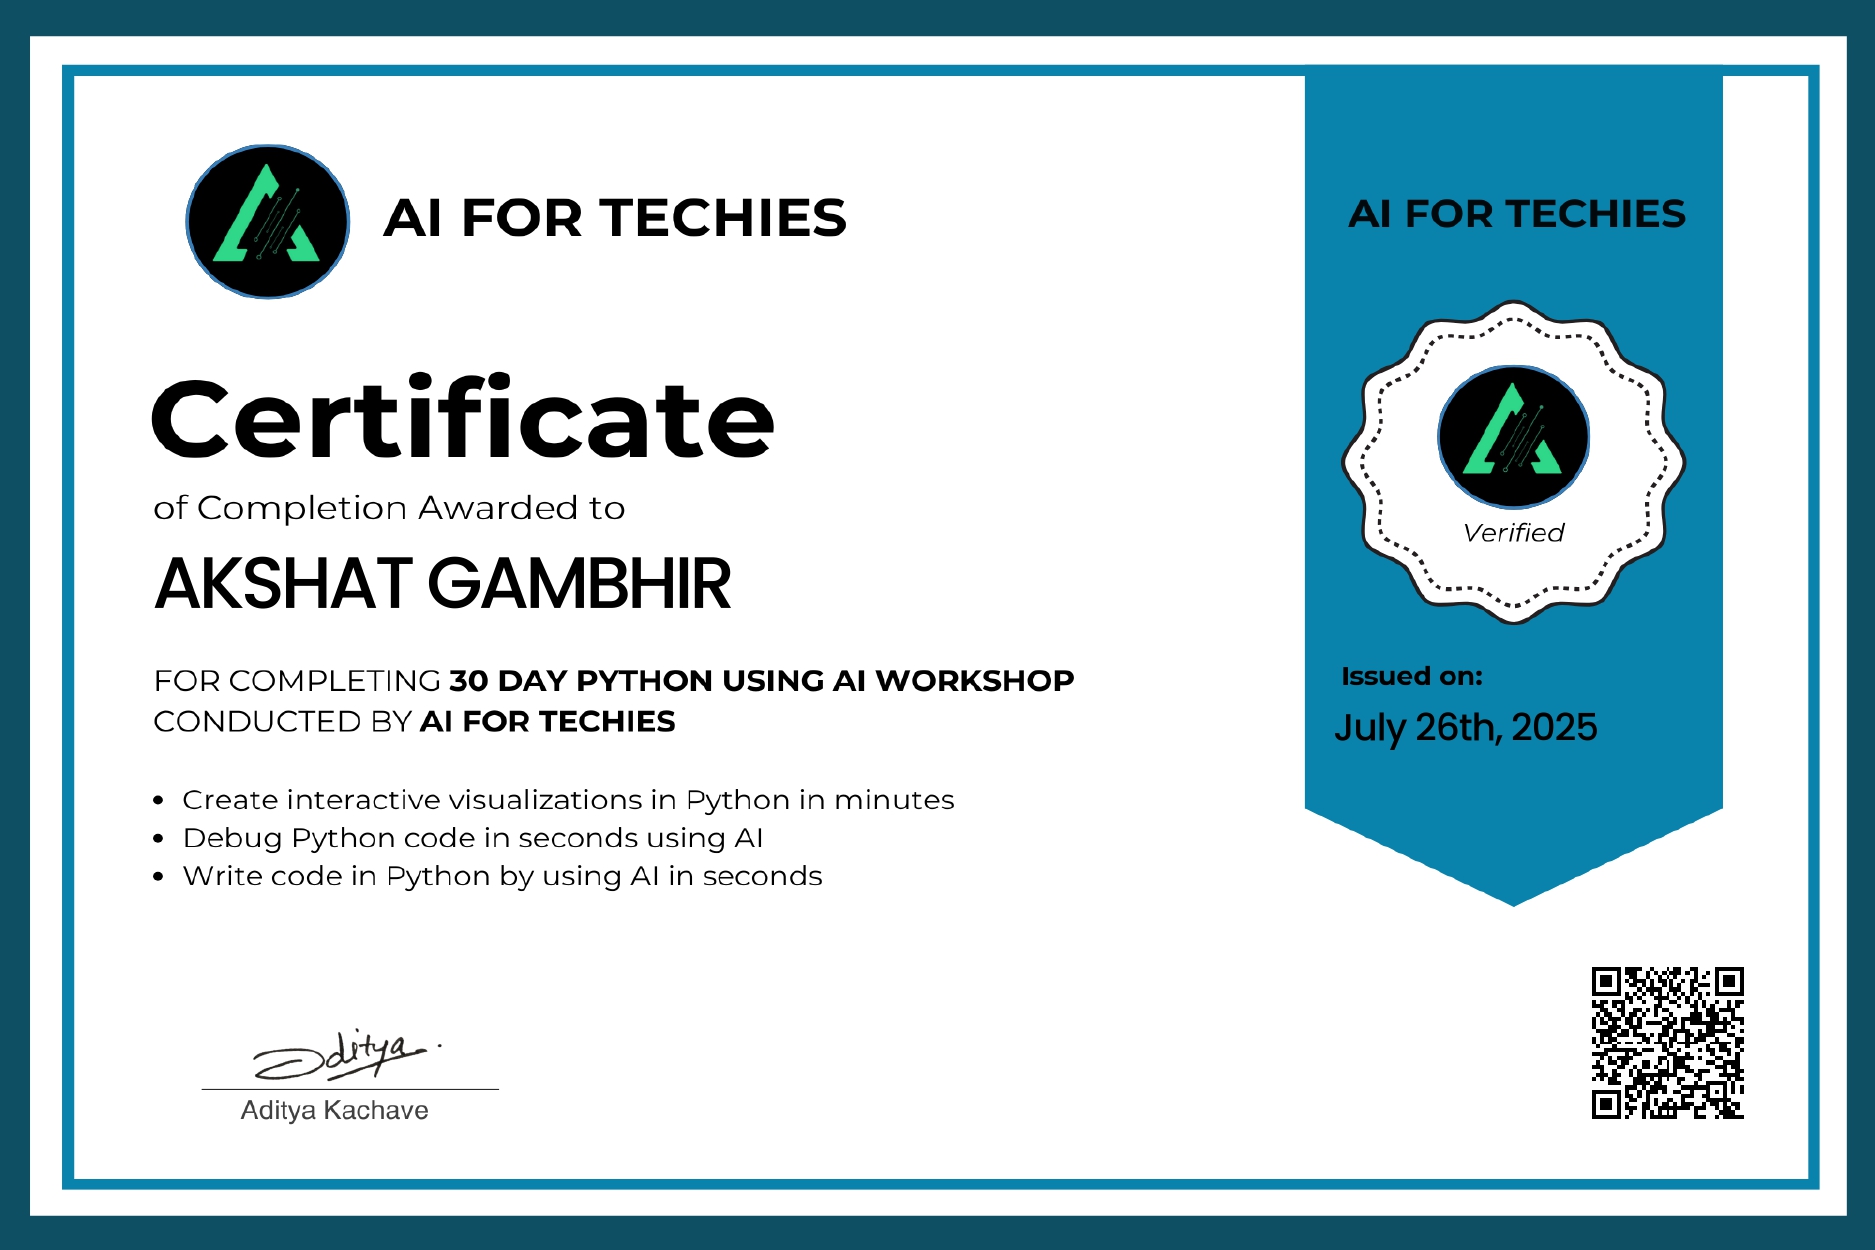 AI FOR TECHIES
Certificate
of Completion Awarded to
AKSHAT GAMBHIR
FOR COMPLETING 30 DAY PYTHON USING AI WORKSHOP
CONDUCTED BY AI FOR TECHIES
• Create interactive visualizations in Python in minutes
• Debug Python code in seconds using AI
• Write code in Python by using AI in seconds
Aditya
Aditya Kachave
AI FOR TECHIES
Verified
Issued on:
July 26th, 2025